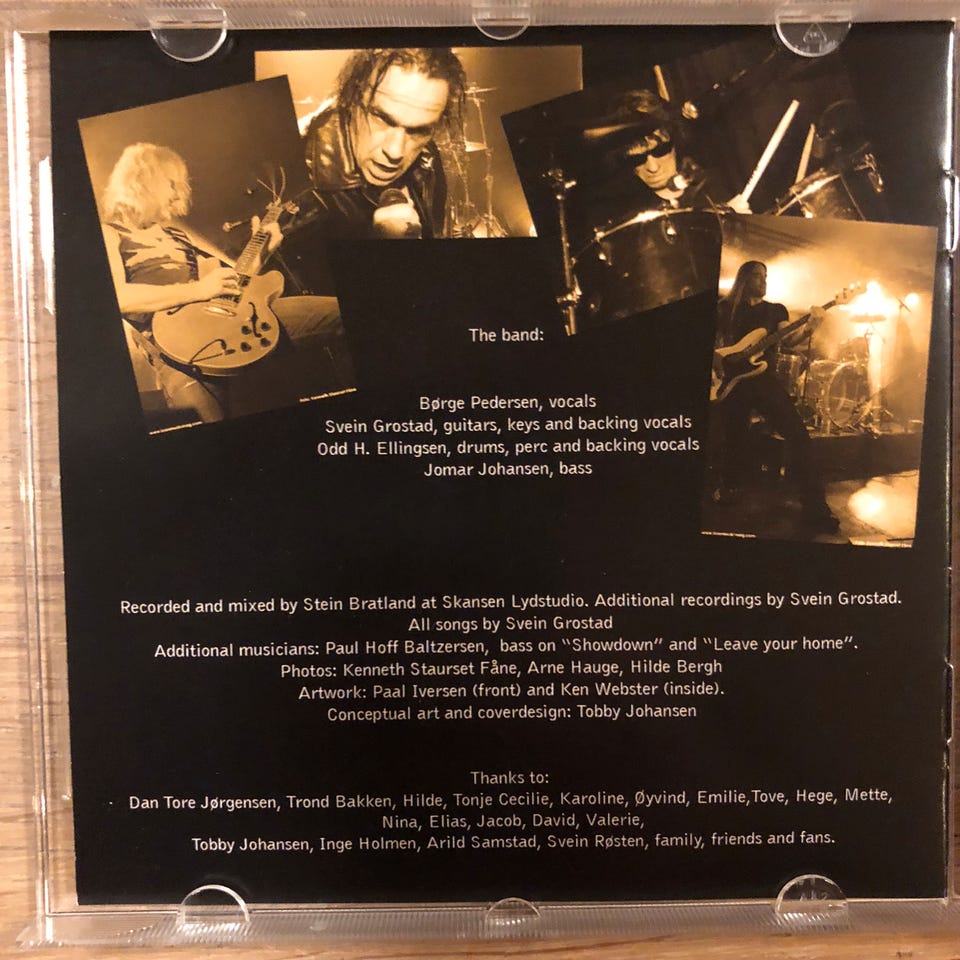 The band:
Børge Pedersen, vocals
Svein Grostad, guitars, keys and backing vocals
Odd H. Ellingsen, drums, perc and backing vocals
Jomar Johansen, bass
Recorded and mixed by Stein Bratland at Skansen Lydstudio. Additional recordings by Svein Grostad.
All songs by Svein Grostad
Additional musicians: Paul Hoff Baltzersen, bass on “Showdown” and “Leave your home”.
Photos: Kenneth Staurset Fåne, Arne Hauge, Hilde Bergh
Artwork: Paal Iversen (front) and Ken Webster (inside).
Conceptual art and coverdesign: Tobby Johansen
Thanks to:
Dan Tore Jørgensen, Trond Bakken, Hilde, Tonje Cecilie, Karoline, Øyvind, Emilie,Tove, Hege, Mette,
Nina, Elias, Jacob, David, Valerie,
Tobby Johansen, Inge Holmen, Arild Samstad, Svein Røsten, family, friends and fans.